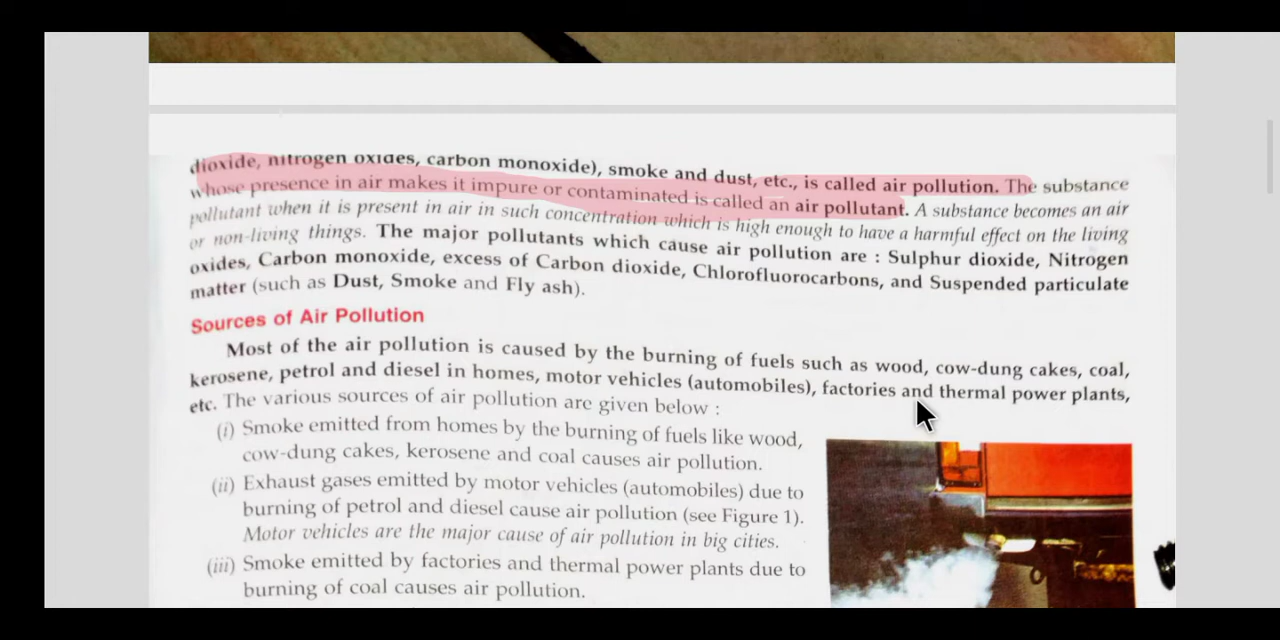 dioxide, nitrogen oxides, carbon monoxide), smoke and dust, etc., is called air pollution. The substance
whose presence in air makes it impure or contaminated is called an air pollutant. A substance becomes an air
pollutant when it is present in air in such concentration which is high enough to have a harmful effect on the living
or non-living things. The major pollutants which cause air pollution are : Sulphur dioxide, Nitrogen
oxides, Carbon monoxide, excess of Carbon dioxide, Chlorofluorocarbons, and Suspended particulate
matter (such as Dust, Smoke and Fly ash).
Sources of Air Pollution
Most of the air pollution is caused by the burning of fuels such as wood, cow-dung cakes, coal,
kerosene, petrol and diesel in homes, motor vehicles (automobiles), factories and thermal power plants,
etc. The various sources of air pollution are given below :
(i) Smoke emitted from homes by the burning of fuels like wood,
cow-dung cakes, kerosene and coal causes air pollution.
(ii) Exhaust gases emitted by motor vehicles (automobiles) due to
burning of petrol and diesel cause air pollution (see Figure 1).
Motor vehicles are the major cause of air pollution in big cities.
(iii) Smoke emitted by factories and thermal power plants due to
burning of coal causes air pollution.